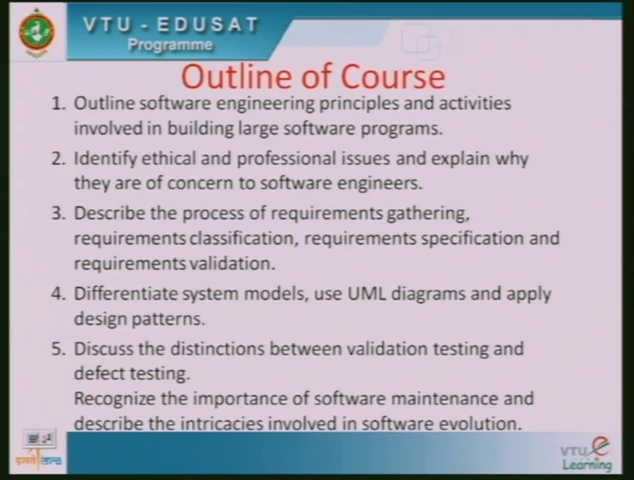 VTU - EDUSAT
Programme
Outline of Course
1. Outline software engineering principles and activities
involved in building large software programs.
2. Identify ethical and professional issues and explain why
they are of concern to software engineers.
3. Describe the process of requirements gathering,
requirements classification, requirements specification and
requirements validation.
4. Differentiate system models, use UML diagrams and apply
design patterns.
5. Discuss the distinctions between validation testing and
defect testing.
Recognize the importance of software maintenance and
describe the intricacies involved in software evolution.
VTU e
Learning